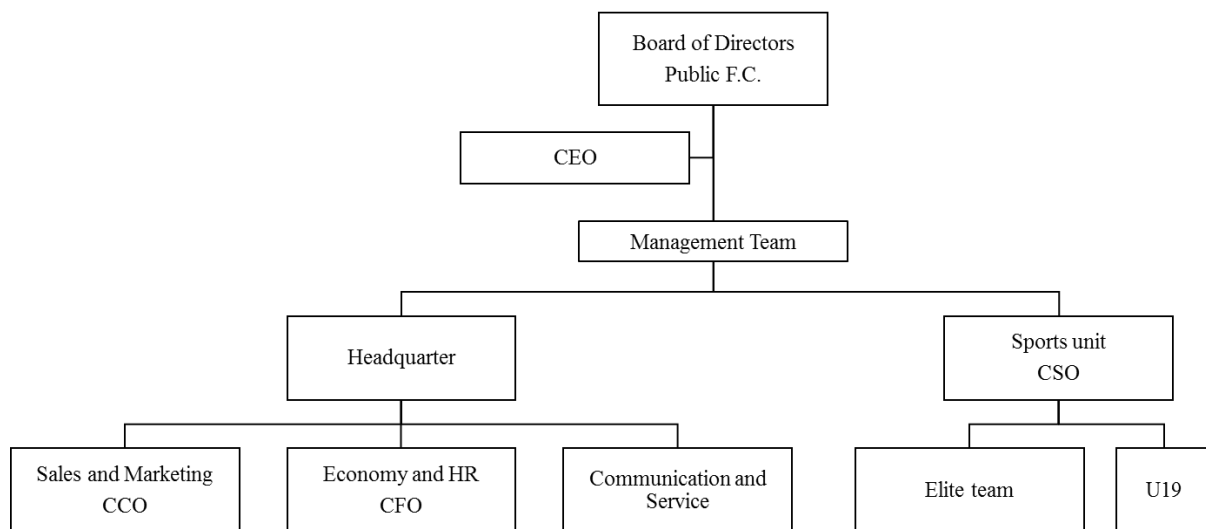 Board of Directors
Public F.C.
CEO
Management Team
Headquarter
Sports unit
CSO
Sales and Marketing
CCO
Economy and HR
CFO
Communication and
Service
Elite team
U19